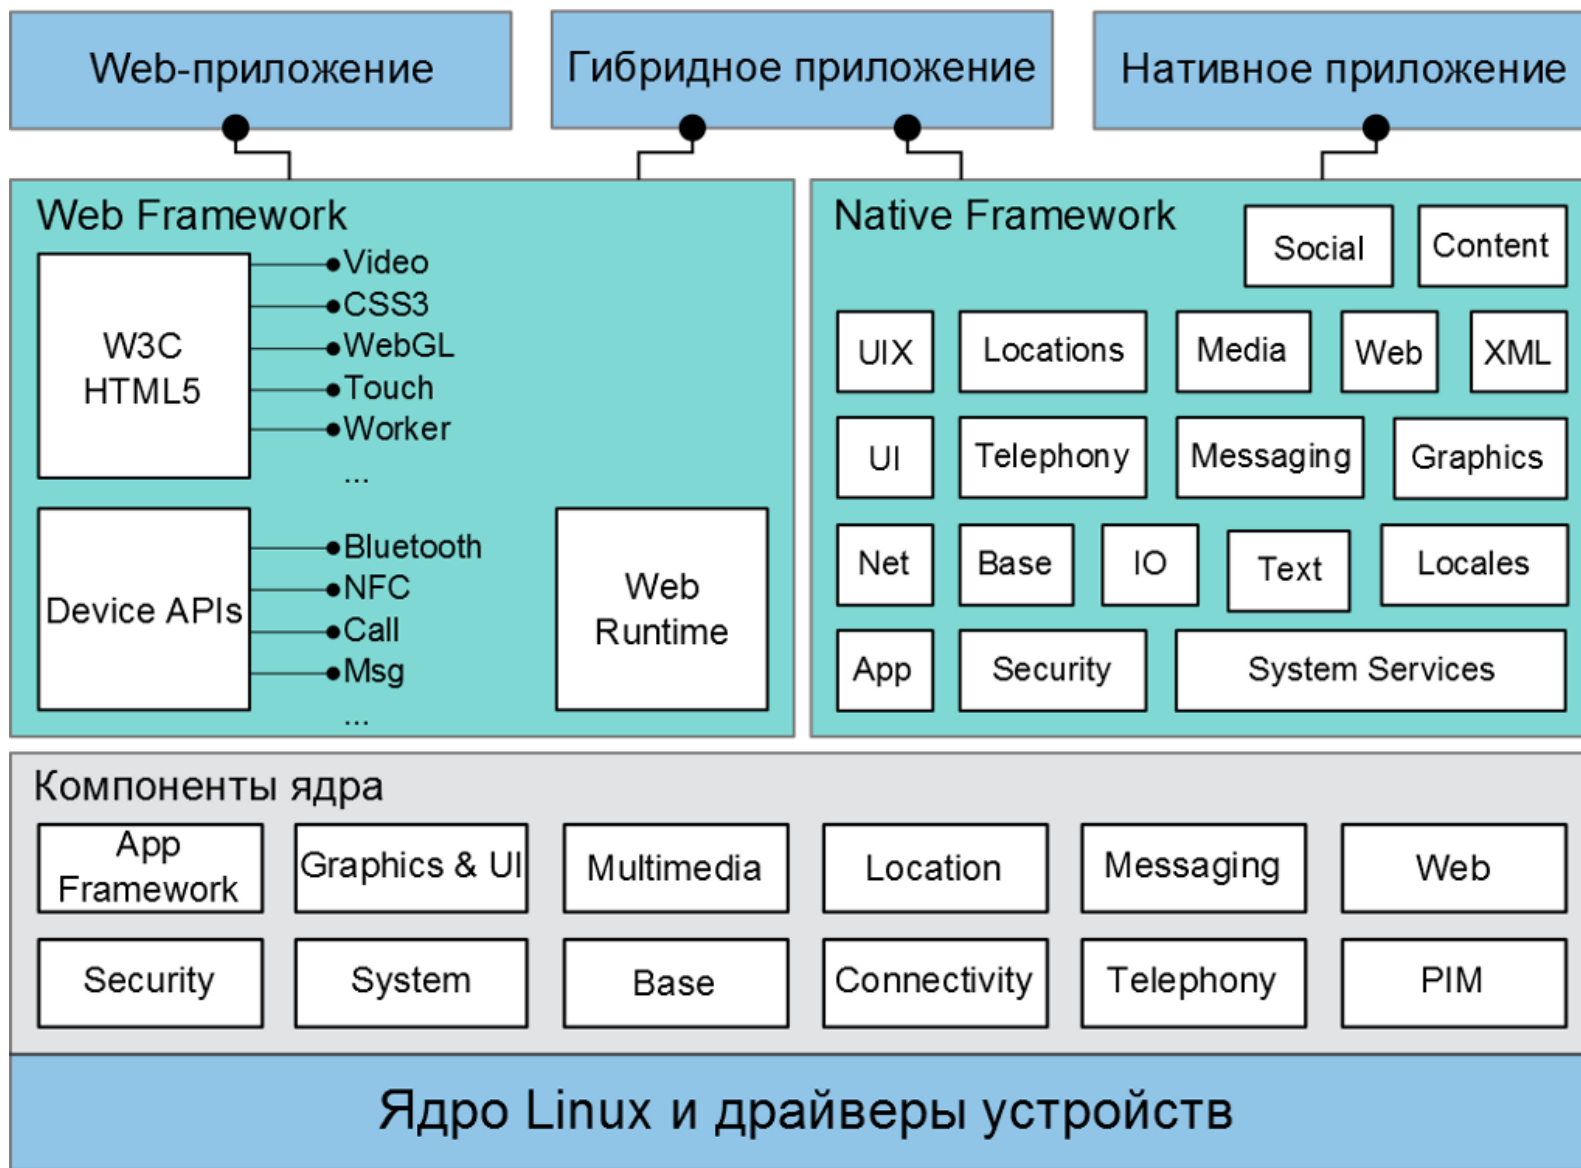 Web-приложение
Гибридное приложение
Нативное приложение
Web Framework
W3C
HTML5
Video
CSS3
WebGL
Touch
Worker
...
Device APIs
Bluetooth
NFC
Call
Msg
...
Web
Runtime
Native Framework
Social
Content
UIX
Locations
Media
Web
XML
UI
Telephony
Messaging
Graphics
Net
Base
IO
Text
Locales
App
Security
System Services
Компоненты ядра
App
Framework
Graphics & UI
Multimedia
Location
Messaging
Web
Security
System
Base
Connectivity
Telephony
PIM
Ядро Linux и драйверы устройств